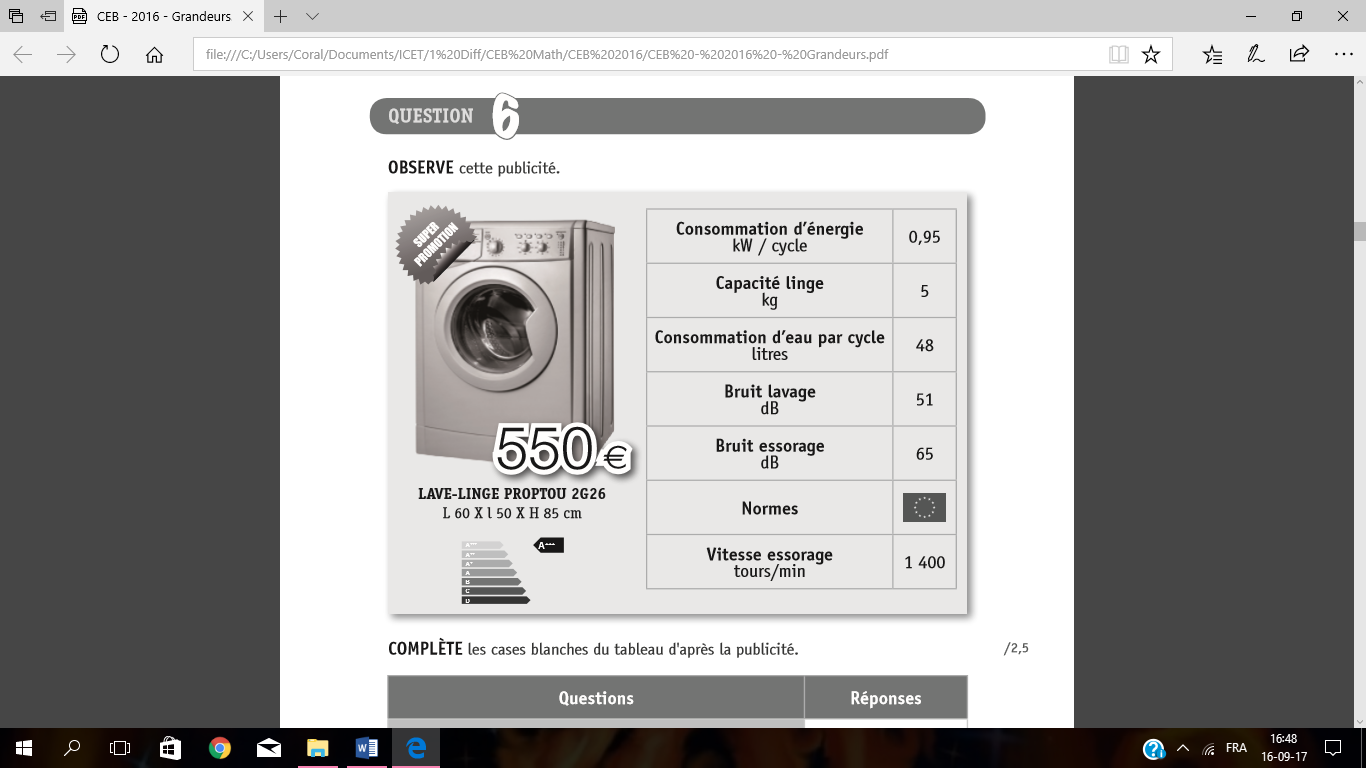 CEB - 2016 - Grandeurs
file:///C:/Users/Coral/Documents/ICET/1%20Diff/CEB%20Math/CEB%202016/CEB%20-%202016%20-%20Grandeurs.pdf
QUESTION 6
OBSERVE cette publicité.
SUPER
PROMOTION
550 €
LAVE-LINGE PROPTOU 2G26
L 60 X l 50 X H 85 cm
A+++ A+++
A++
A+
A
B
C
D
Consommation d'énergie
kW / cycle
0,95
Capacité linge
kg
5
Consommation d'eau par cycle
litres
48
Bruit lavage
dB
51
Bruit essorage
dB
65
Normes
Vitesse essorage
tours/min
1 400
COMPLÈTE les cases blanches du tableau d'après la publicité.
/2,5
Questions Réponses
FRA
16:48
16-09-17